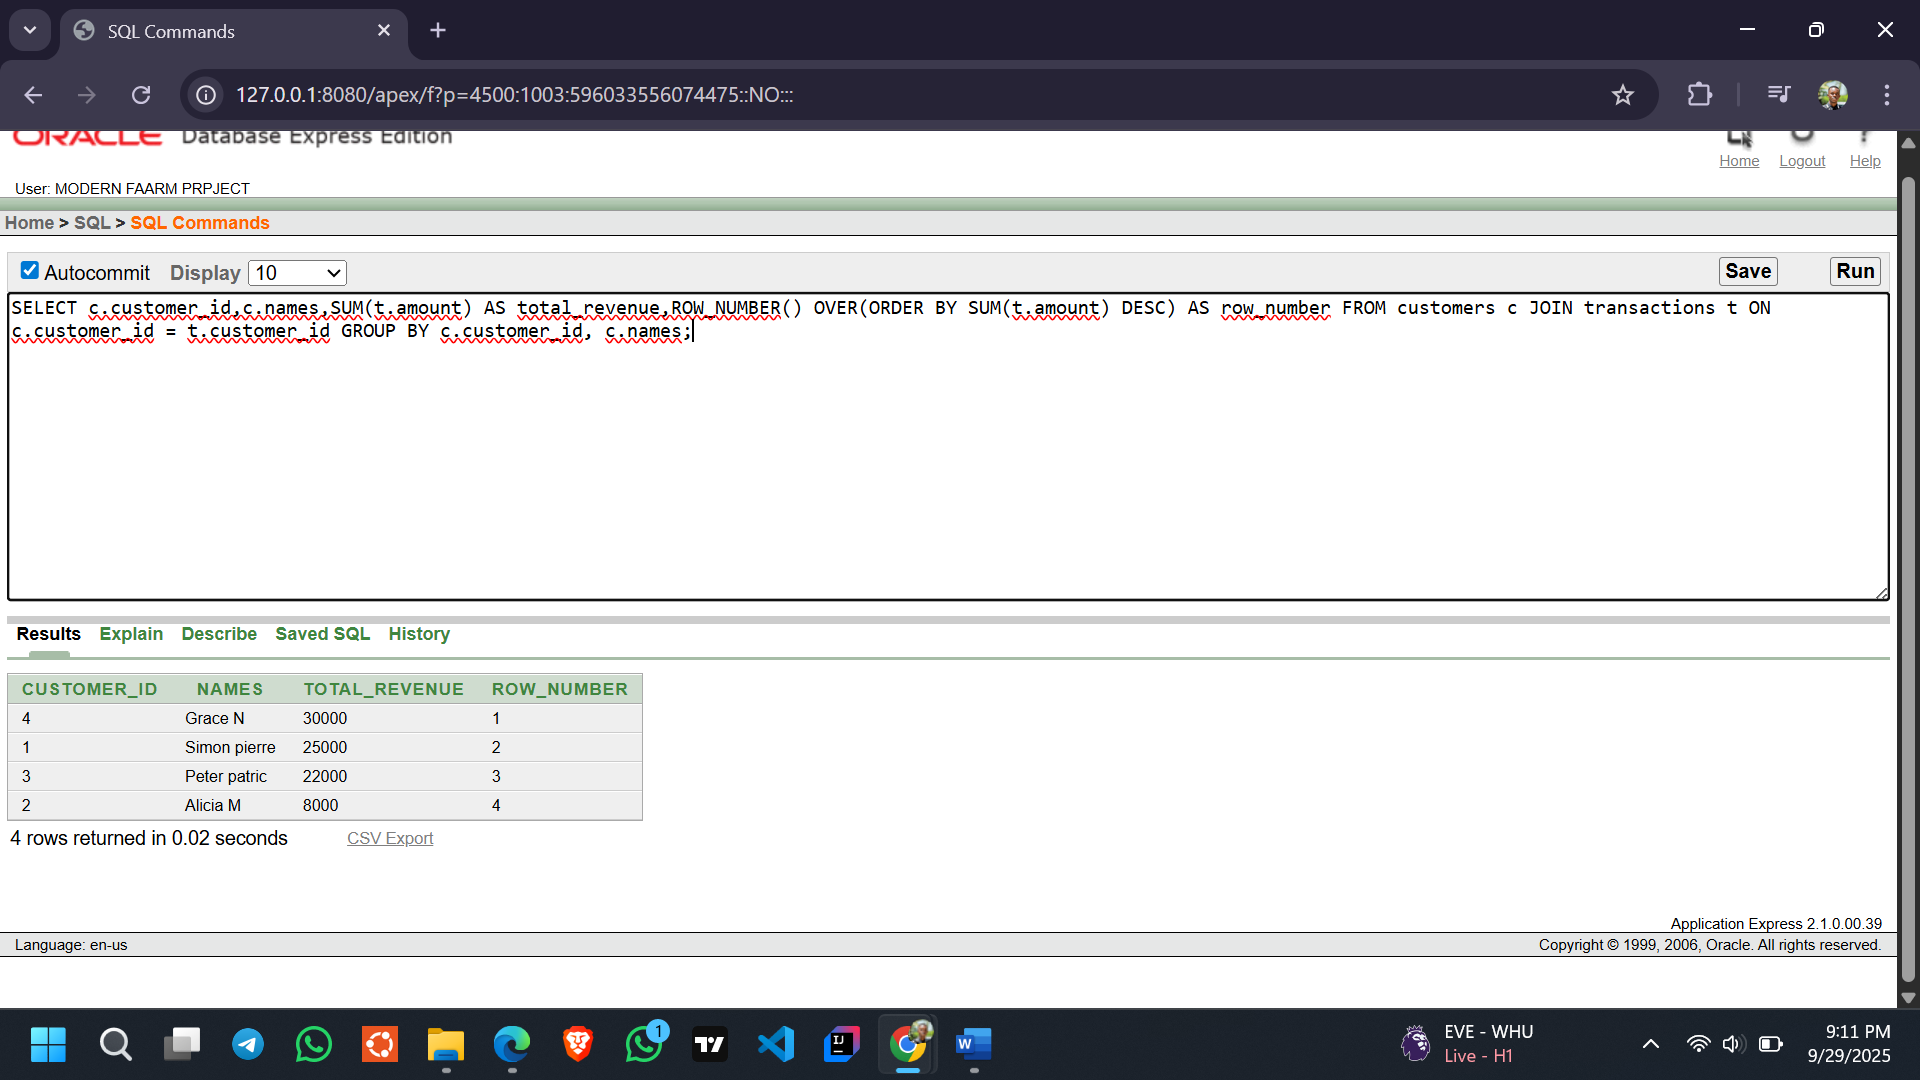 SQL Commands
127.0.0.1:8080/apex/f?p=4500:1003:596033556074475::NO:::
ORACLE Database Express Edition
Home Logout Help
User: MODERN FAARM PRPJECT
Home > SQL > SQL Commands
Autocommit Display 10 Save Run
SELECT c.customer_id,c.names,SUM(t.amount) AS total_revenue,ROW_NUMBER() OVER(ORDER BY SUM(t.amount) DESC) AS row_number FROM customers c JOIN transactions t ON
c.customer_id = t.customer_id GROUP BY c.customer_id, c.names;
Results Explain Describe Saved SQL History
CUSTOMER_ID NAMES TOTAL_REVENUE ROW_NUMBER
4 Grace N 30000 1
1 Simon pierre 25000 2
3 Peter patric 22000 3
2 Alicia M 8000 4
4 rows returned in 0.02 seconds CSV Export
Application Express 2.1.0.00.39
Language: en-us Copyright © 1999, 2006, Oracle. All rights reserved.
1
IJ
W
EVE - WHU
Live - H1
9:11 PM
9/29/2025